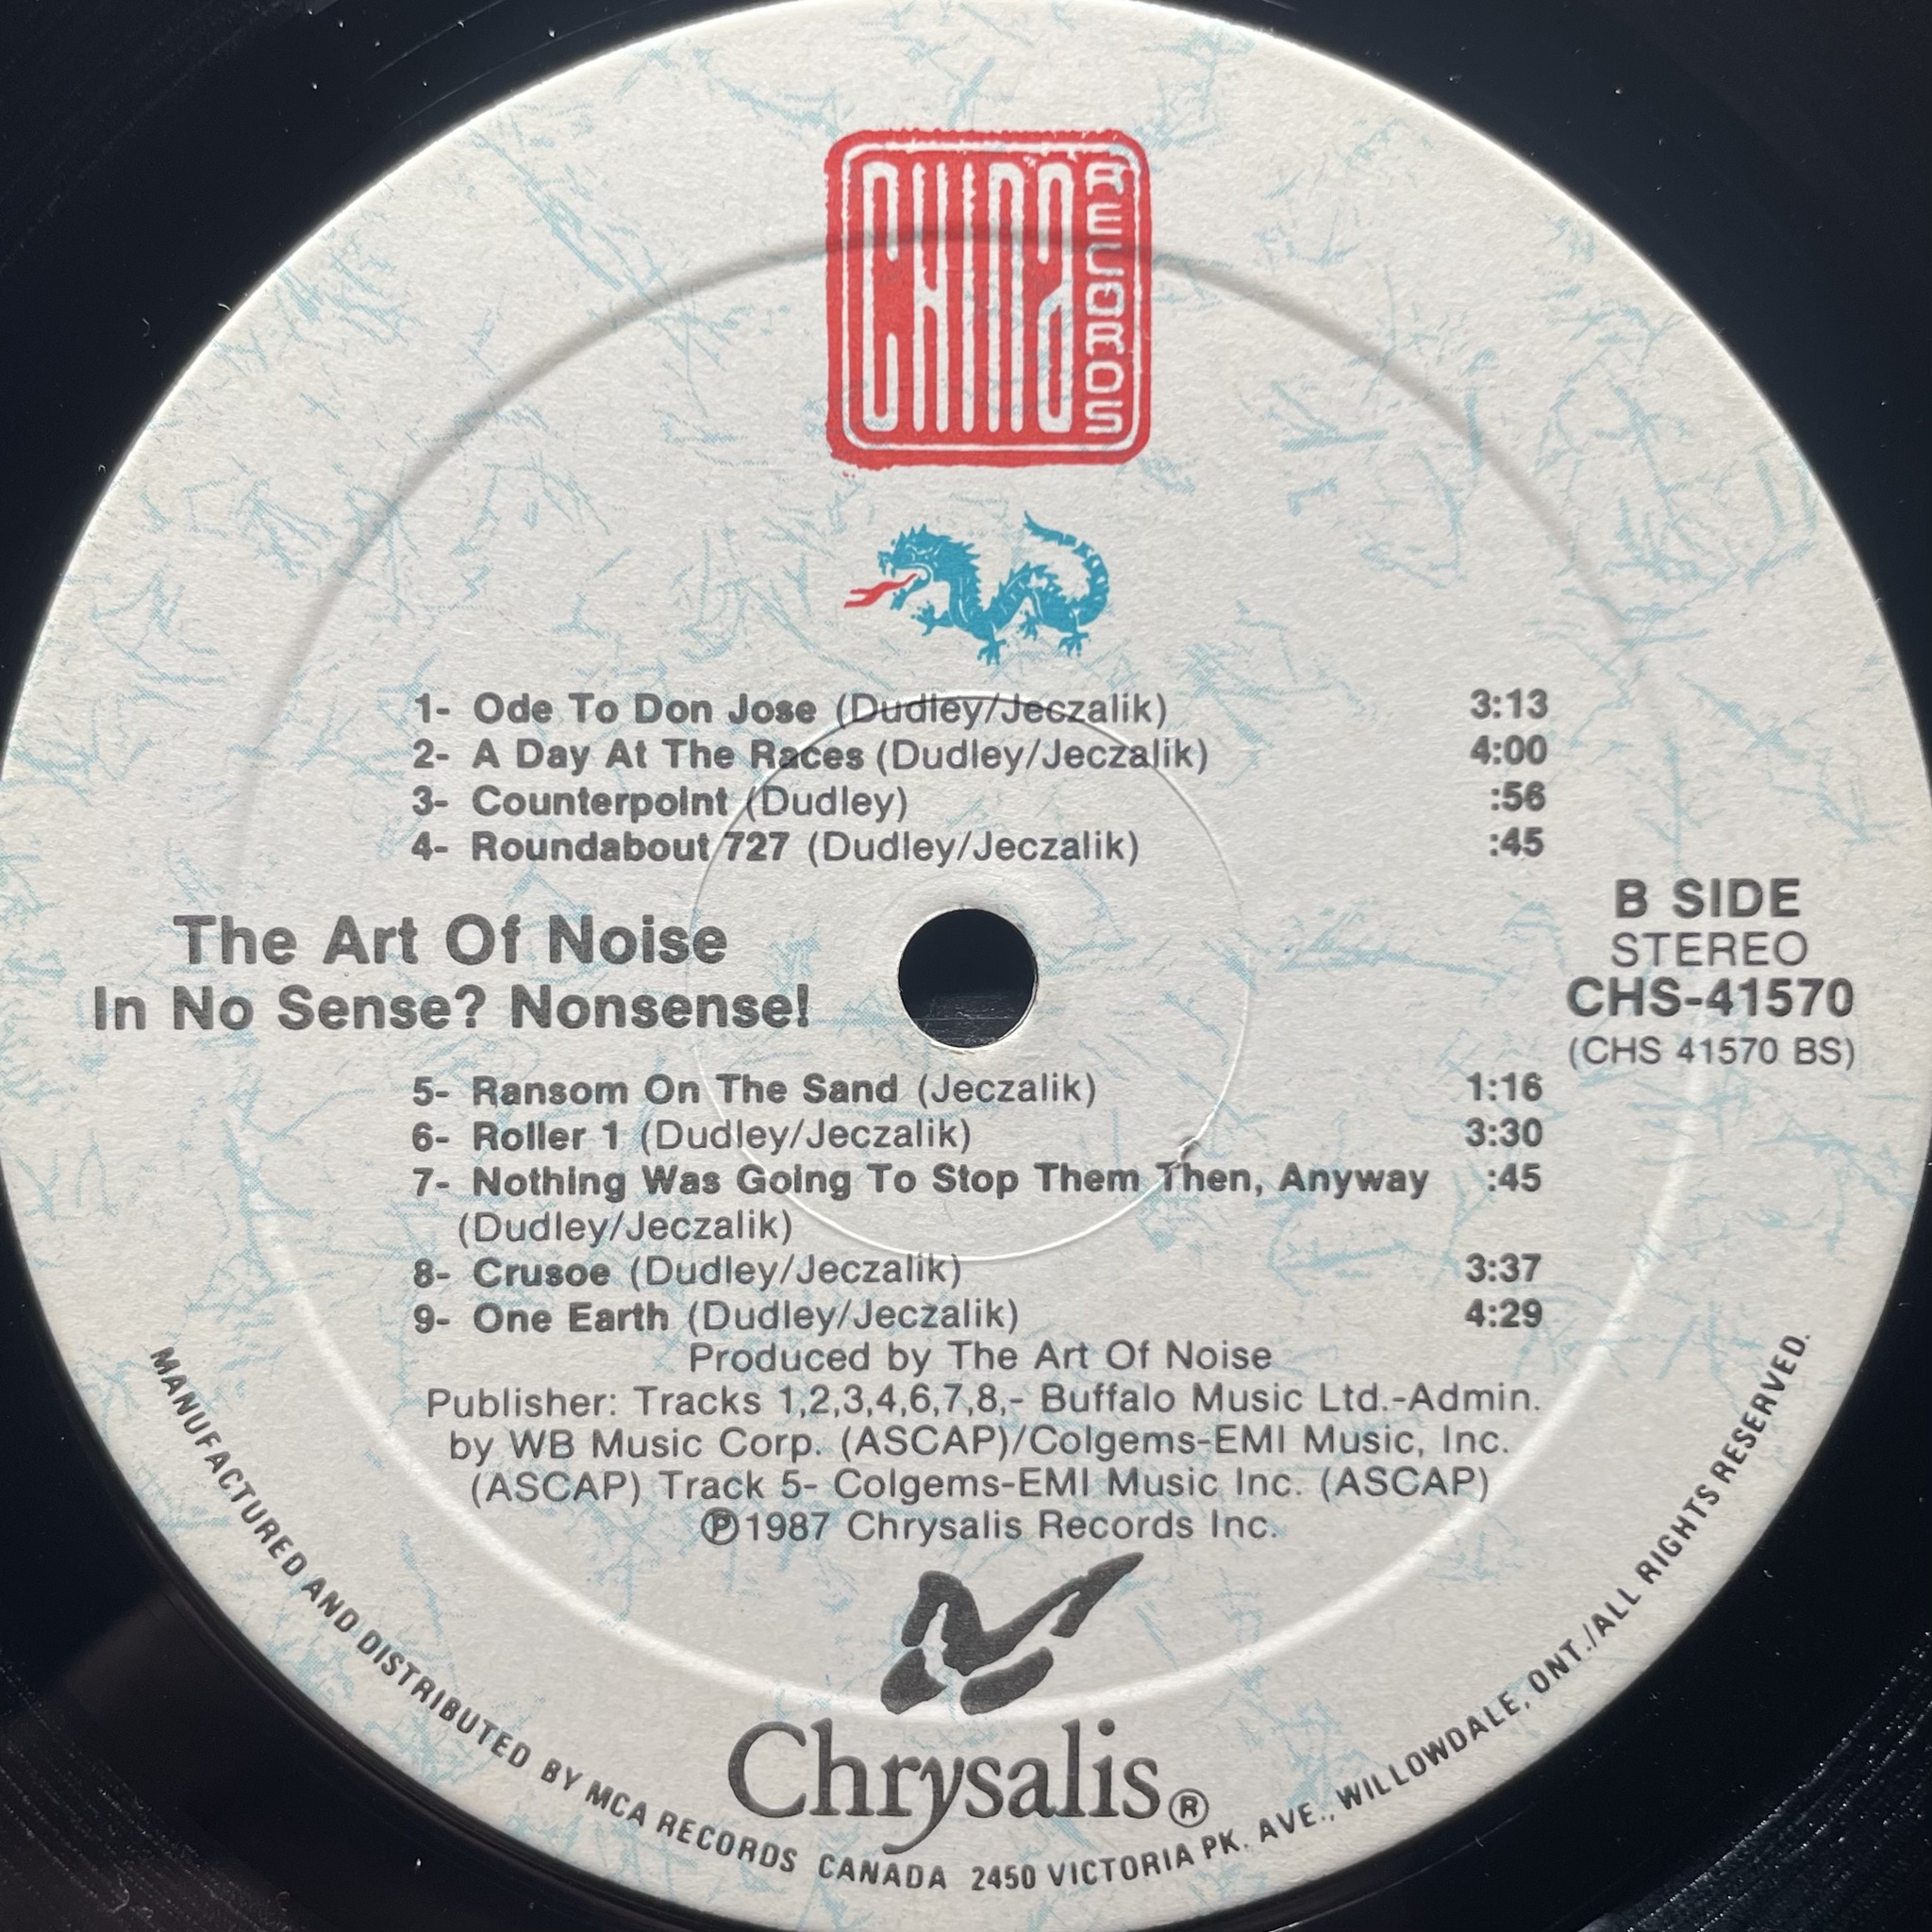 CHINA RECORDS
1- Ode To Don Jose (Dudley/Jeczalik) 3:13
2- A Day At The Races (Dudley/Jeczalik) 4:00
3- Counterpoint (Dudley) :56
4- Roundabout 727 (Dudley/Jeczalik) :45
The Art Of Noise
In No Sense? Nonsense!
B SIDE
STEREO
CHS-41570
(CHS 41570 BS)
5- Ransom On The Sand (Jeczalik) 1:16
6- Roller 1 (Dudley/Jeczalik) 3:30
7- Nothing Was Going To Stop Them Then, Anyway :45
(Dudley/Jeczalik)
8- Crusoe (Dudley/Jeczalik) 3:37
9- One Earth (Dudley/Jeczalik) 4:29
Produced by The Art Of Noise
Publisher: Tracks 1,2,3,4,6,7,8,- Buffalo Music Ltd.-Admin.
by WB Music Corp. (ASCAP)/Colgems-EMI Music, Inc.
(ASCAP) Track 5- Colgems-EMI Music Inc. (ASCAP)
℗1987 Chrysalis Records Inc.
Chrysalis®
MANUFACTURED AND DISTRIBUTED BY MCA RECORDS CANADA 2450 VICTORIA PK. AVE., WILLOWDALE, ONT./ALL RIGHTS RESERVED.